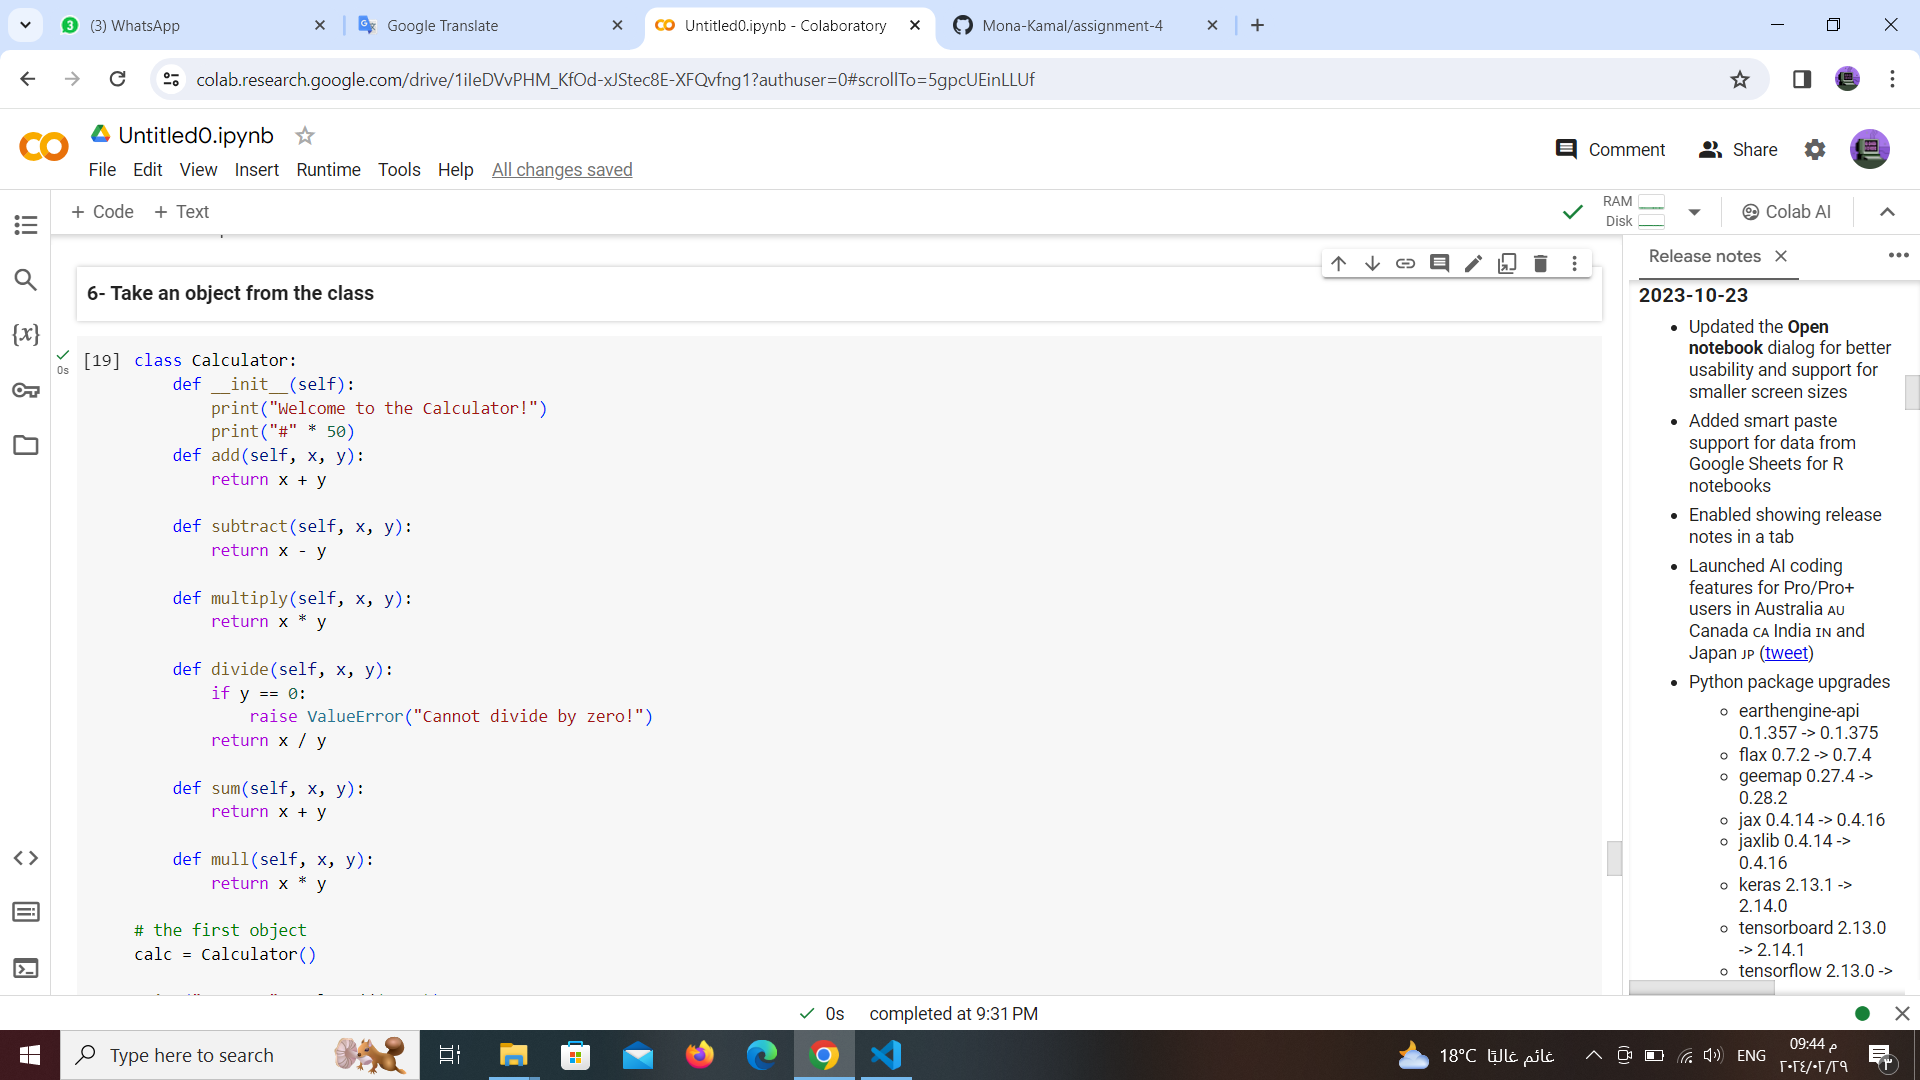 (3) WhatsApp
Google Translate
Untitled0.ipynb - Colaboratory
Mona-Kamal/assignment-4
colab.research.google.com/drive/1iIeDVvPHM_KfOd-xJStec8E-XFQvfng1?authuser=0#scrollTo=5gpcUEinLLUf
Untitled0.ipynb
File Edit View Insert Runtime Tools Help All changes saved
Comment
Share
+ Code + Text
RAM
Disk
Colab AI
6- Take an object from the class
[19] class Calculator:
def __init__(self):
print("Welcome to the Calculator!")
print("#" * 50)
def add(self, x, y):
return x + y
def subtract(self, x, y):
return x - y
def multiply(self, x, y):
return x * y
def divide(self, x, y):
if y == 0:
raise ValueError("Cannot divide by zero!")
return x / y
def sum(self, x, y):
return x + y
def mull(self, x, y):
return x * y
# the first object
calc = Calculator()
0s
Release notes
2023-10-23
• Updated the Open
notebook dialog for better
usability and support for
smaller screen sizes
• Added smart paste
support for data from
Google Sheets for R
notebooks
• Enabled showing release
notes in a tab
• Launched AI coding
features for Pro/Pro+
users in Australia AU
Canada CA India IN and
Japan JP (tweet)
• Python package upgrades
◦ earthengine-api
0.1.357 -> 0.1.375
◦ flax 0.7.2 -> 0.7.4
◦ geemap 0.27.4 ->
0.28.2
◦ jax 0.4.14 -> 0.4.16
◦ jaxlib 0.4.14 ->
0.4.16
◦ keras 2.13.1 ->
2.14.0
◦ tensorboard 2.13.0
-> 2.14.1
◦ tensorflow 2.13.0 ->
0s completed at 9:31 PM
Type here to search
18°C غائم غالبًا
ENG
09:44 م
٢٠٢٤/٠٢/٢٩
٣